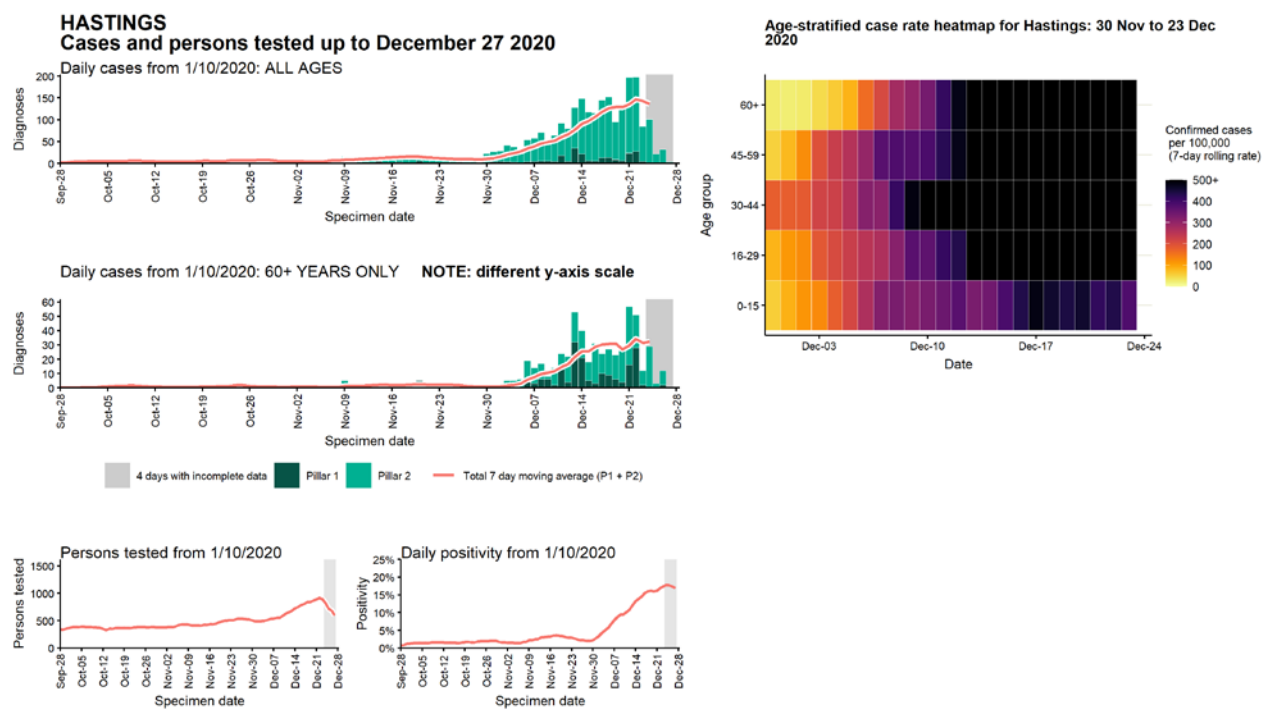 HASTINGS
Cases and persons tested up to December 27 2020
Daily cases from 1/10/2020: ALL AGES
Diagnoses
200
150
100
50
0
Sep-28
Oct-05
Oct-12
Oct-19
Oct-26
Nov-02
Nov-09
Nov-16
Nov-23
Nov-30
Dec-07
Dec-14
Dec-21
Dec-28
Specimen date
Daily cases from 1/10/2020: 60+ YEARS ONLY NOTE: different y-axis scale
Diagnoses
60
50
40
30
20
10
0
Sep-28
Oct-05
Oct-12
Oct-19
Oct-26
Nov-02
Nov-09
Nov-16
Nov-23
Nov-30
Dec-07
Dec-14
Dec-21
Dec-28
Specimen date
4 days with incomplete data Pillar 1 Pillar 2 Total 7 day moving average (P1 + P2)
Persons tested from 1/10/2020
Persons tested
1500
1000
500
0
Sep-28
Oct-05
Oct-12
Oct-19
Oct-26
Nov-02
Nov-09
Nov-16
Nov-23
Nov-30
Dec-07
Dec-14
Dec-21
Dec-28
Specimen date
Daily positivity from 1/10/2020
Positivity
25%
20%
15%
10%
5%
0%
Sep-28
Oct-05
Oct-12
Oct-19
Oct-26
Nov-02
Nov-09
Nov-16
Nov-23
Nov-30
Dec-07
Dec-14
Dec-21
Dec-28
Specimen date
Age-stratified case rate heatmap for Hastings: 30 Nov to 23 Dec
2020
Age group
60+
45-59
30-44
16-29
0-15
Dec-03 Dec-10 Dec-17 Dec-24
Date
Confirmed cases
per 100,000
(7-day rolling rate)
500+
400
300
200
100
0